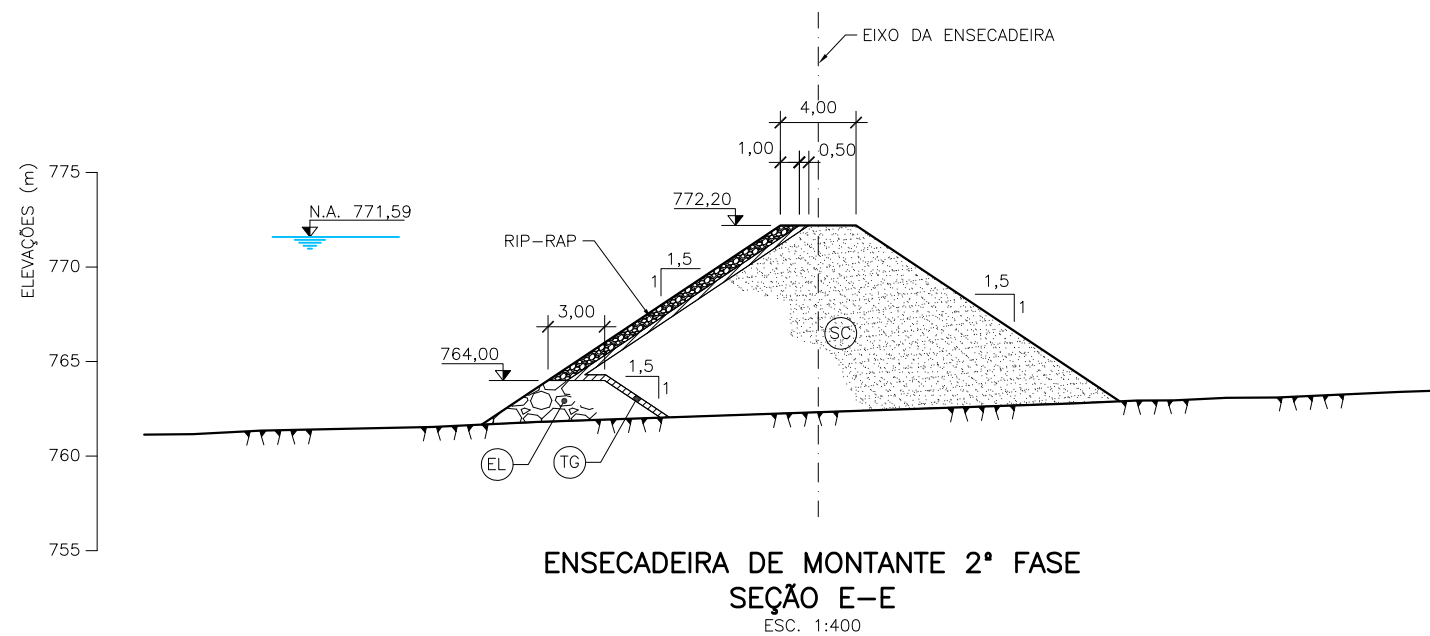 EIXO DA ENSECADEIRA
4,00
1,00
0,50
775
N.A. 771,59
772,20
ELEVAÇÕES (m)
RIP-RAP
770
1,5
1
1,5
1
3,00
SC
764,00
765
1,5
1
760
EL
TG
755
ENSECADEIRA DE MONTANTE 2ª FASE
SEÇÃO E-E
ESC. 1:400